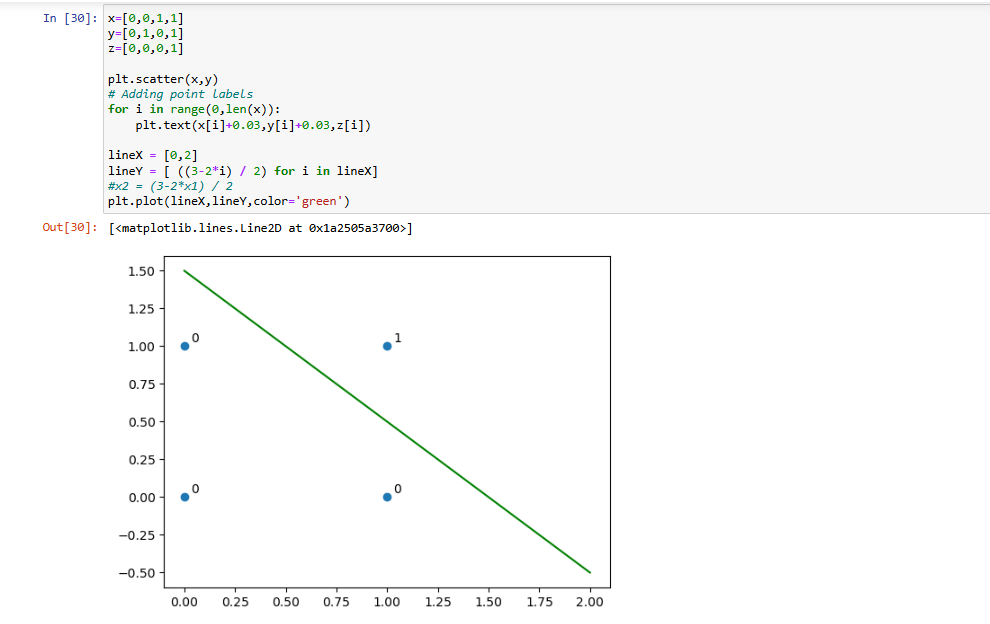 In [30]: x=[0,0,1,1]
y=[0,1,0,1]
z=[0,0,0,1]
plt.scatter(x,y)
# Adding point labels
for i in range(0,len(x)):
    plt.text(x[i]+0.03,y[i]+0.03,z[i])
lineX = [0,2]
lineY = [ ((3-2*i) / 2) for i in lineX]
#x2 = (3-2*x1) / 2
plt.plot(lineX,lineY,color='green')
Out[30]: [<matplotlib.lines.Line2D at 0x1a2505a3700>]
1.50
1.25
0 1
1.00
0.75
0.50
0.25
0 0
0.00
−0.25
−0.50
0.00 0.25 0.50 0.75 1.00 1.25 1.50 1.75 2.00